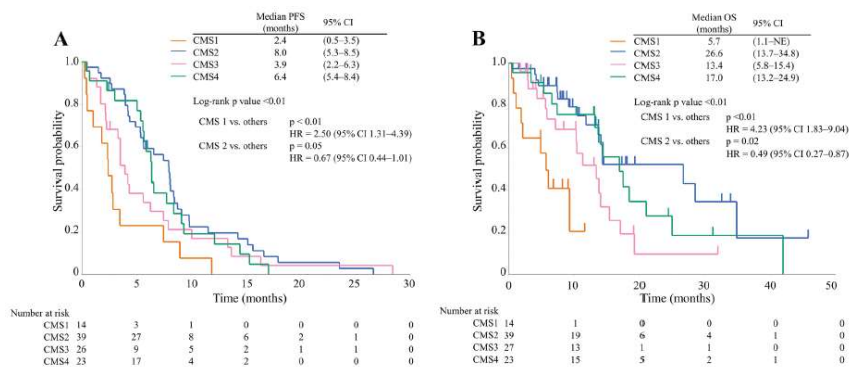 A
Median PFS (months) 95% CI
CMS1 2.4 (0.5–3.5)
CMS2 8.0 (5.3–8.5)
CMS3 3.9 (2.2–6.3)
CMS4 6.4 (5.4–8.4)
Log-rank p value <0.01
CMS 1 vs. others p < 0.01
HR = 2.50 (95% CI 1.31–4.39)
CMS 2 vs. others p = 0.05
HR = 0.67 (95% CI 0.44–1.01)
Survival probability
1.0
0.8
0.6
0.4
0.2
0
0 5 10 15 20 25 30
Time (months)
Number at risk
CMS1 14 3 1 0 0 0 0
CMS2 39 27 8 6 2 1 0
CMS3 26 9 5 2 1 1 0
CMS4 23 17 4 2 0 0 0
B
Median OS (months) 95% CI
CMS1 5.7 (1.1–NE)
CMS2 26.6 (13.7–34.8)
CMS3 13.4 (5.8–15.4)
CMS4 17.0 (13.2–24.9)
Log-rank p value <0.01
CMS 1 vs. others p <0.01
HR = 4.23 (95% CI 1.83–9.04)
CMS 2 vs. others p = 0.02
HR = 0.49 (95% CI 0.27–0.87)
Survival probability
1.0
0.8
0.6
0.4
0.2
0
0 10 20 30 40 50
Time (months)
Number at risk
CMS1 14 1 0 0 0 0
CMS2 39 19 6 4 1 0
CMS3 27 13 1 1 0 0
CMS4 23 15 5 2 1 0